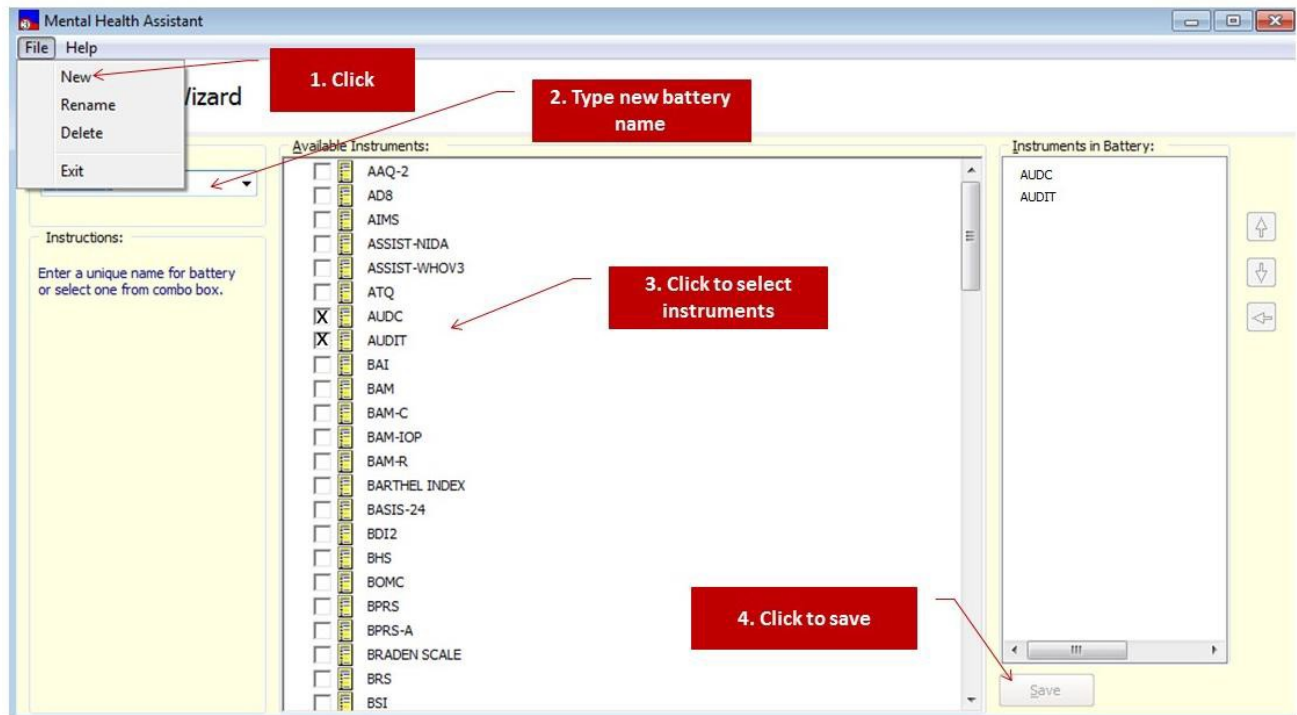 Mental Health Assistant
File Help
New
Rename
Delete
Exit
1. Click
2. Type new battery
name
Available Instruments:
AAQ-2
AD8
AIMS
ASSIST-NIDA
ASSIST-WHOV3
ATQ
X AUDC
X AUDIT
BAI
BAM
BAM-C
BAM-IOP
BAM-R
BARTHEL INDEX
BASIS-24
BDI2
BHS
BOMC
BPRS
BPRS-A
BRADEN SCALE
BRS
BSI
Instructions:
Enter a unique name for battery
or select one from combo box.
3. Click to select
instruments
Instruments in Battery:
AUDC
AUDIT
4. Click to save
Save